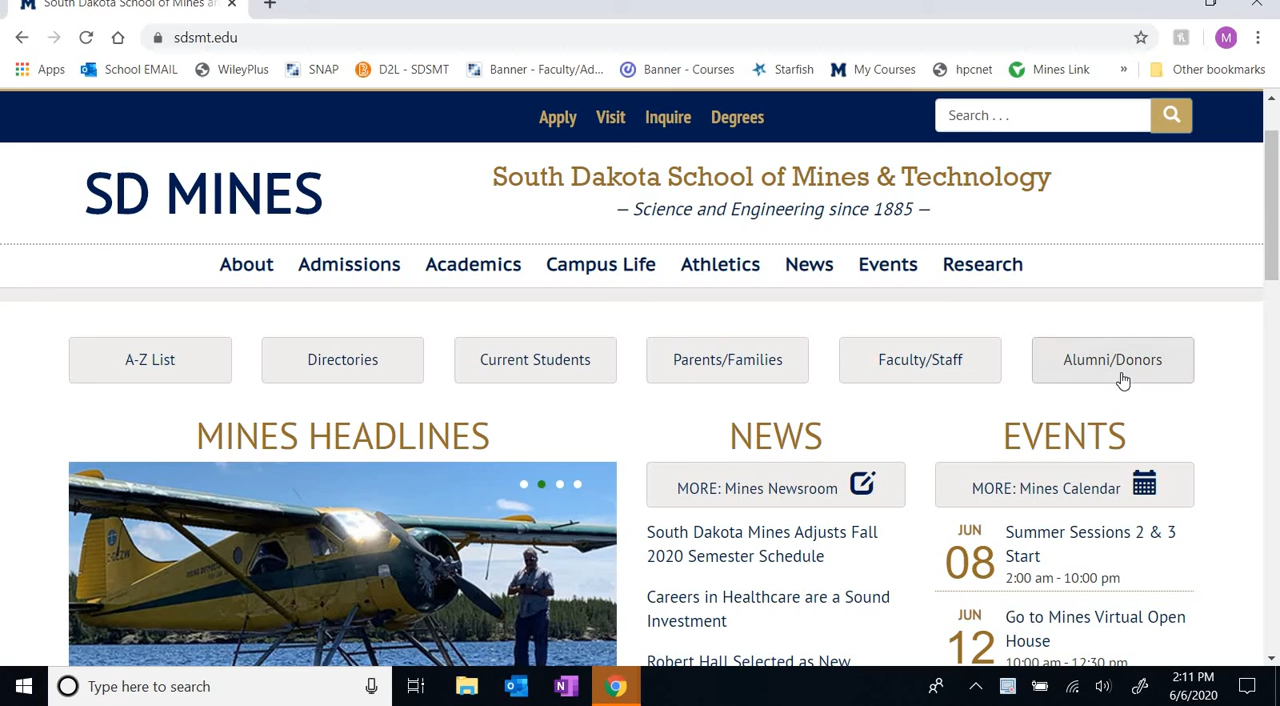 South Dakota School of Mines a
sdsmt.edu
M
Apps School EMAIL WileyPlus SNAP D2L - SDSMT Banner - Faculty/Ad... Banner - Courses Starfish My Courses hpcnet Mines Link » Other bookmarks
Apply Visit Inquire Degrees
Search . . .
SD MINES
South Dakota School of Mines & Technology
— Science and Engineering since 1885 —
About Admissions Academics Campus Life Athletics News Events Research
A-Z List Directories Current Students Parents/Families Faculty/Staff Alumni/Donors
MINES HEADLINES
NEWS
MORE: Mines Newsroom
South Dakota Mines Adjusts Fall
2020 Semester Schedule
Careers in Healthcare are a Sound
Investment
Robert Hall Selected as New
EVENTS
MORE: Mines Calendar
JUN
08
Summer Sessions 2 & 3
Start
2:00 am - 10:00 pm
JUN
12
Go to Mines Virtual Open
House
10:00 am - 12:30 pm
Type here to search
2:11 PM
6/6/2020